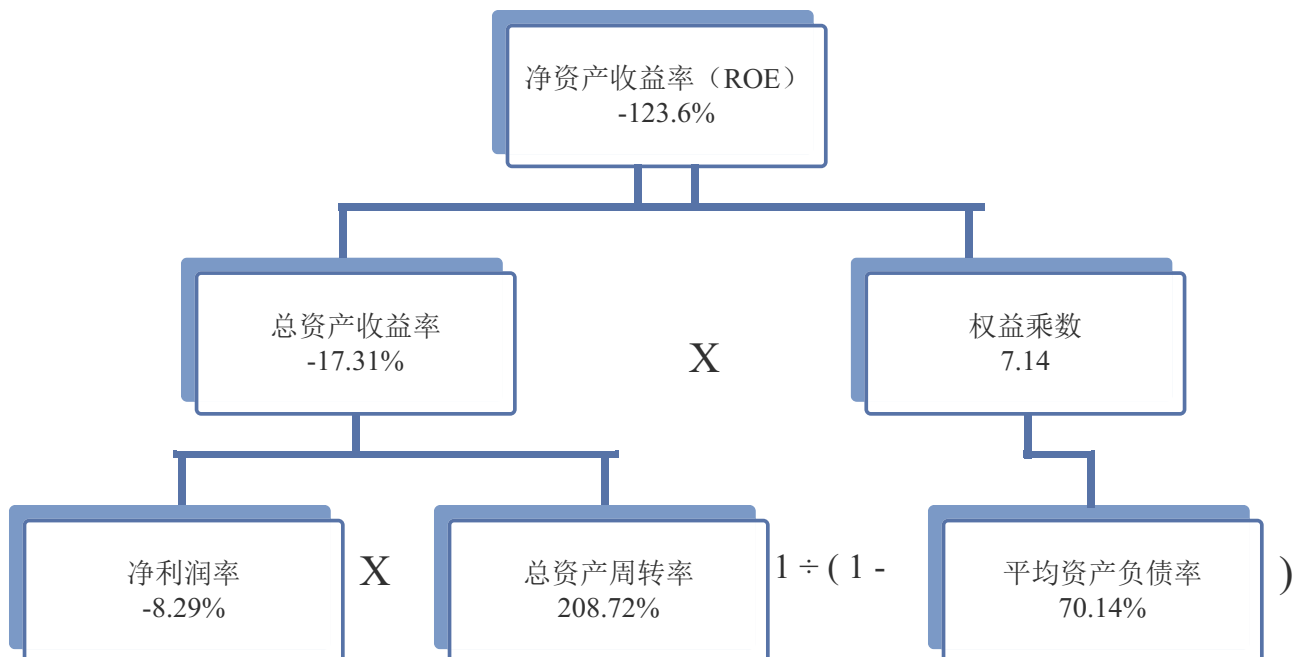 净资产收益率（ROE）
-123.6%
总资产收益率
-17.31%
X
权益乘数
7.14
净利润率
-8.29%
X
总资产周转率
208.72%
1 ÷ ( 1 -
平均资产负债率
70.14%
)